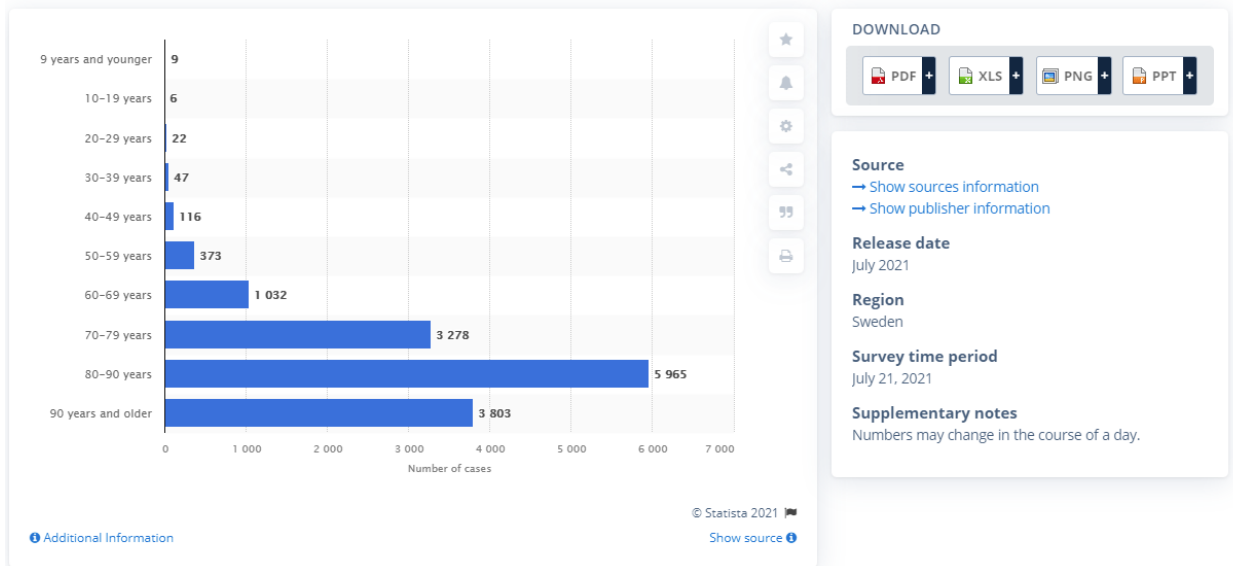 9 years and younger 9
10–19 years 6
20–29 years 22
30–39 years 47
40–49 years 116
50–59 years 373
60–69 years 1 032
70–79 years 3 278
80–90 years 5 965
90 years and older 3 803
0 1 000 2 000 3 000 4 000 5 000 6 000 7 000
Number of cases
© Statista 2021
Additional Information
Show source
DOWNLOAD
PDF + XLS + PNG + PPT +
Source
Show sources information
Show publisher information
Release date
July 2021
Region
Sweden
Survey time period
July 21, 2021
Supplementary notes
Numbers may change in the course of a day.